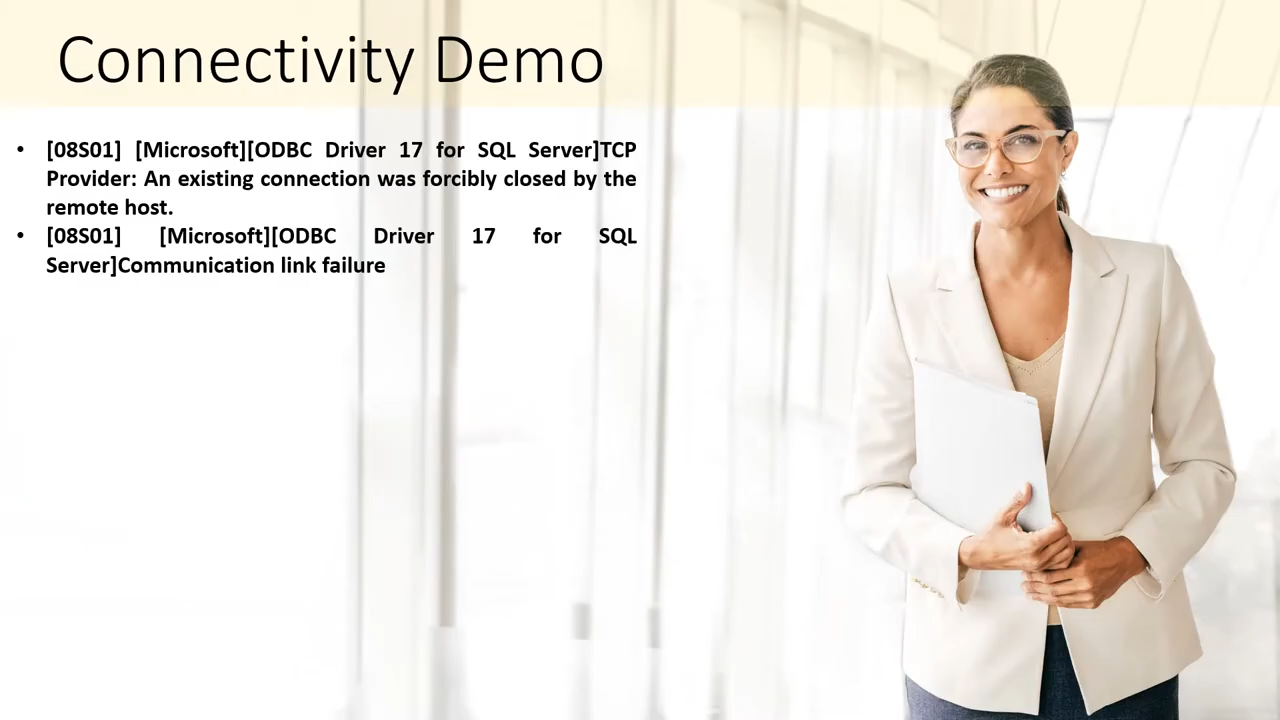 Connectivity Demo
• [08S01] [Microsoft][ODBC Driver 17 for SQL Server]TCP
Provider: An existing connection was forcibly closed by the
remote host.
• [08S01] [Microsoft][ODBC Driver 17 for SQL
Server]Communication link failure